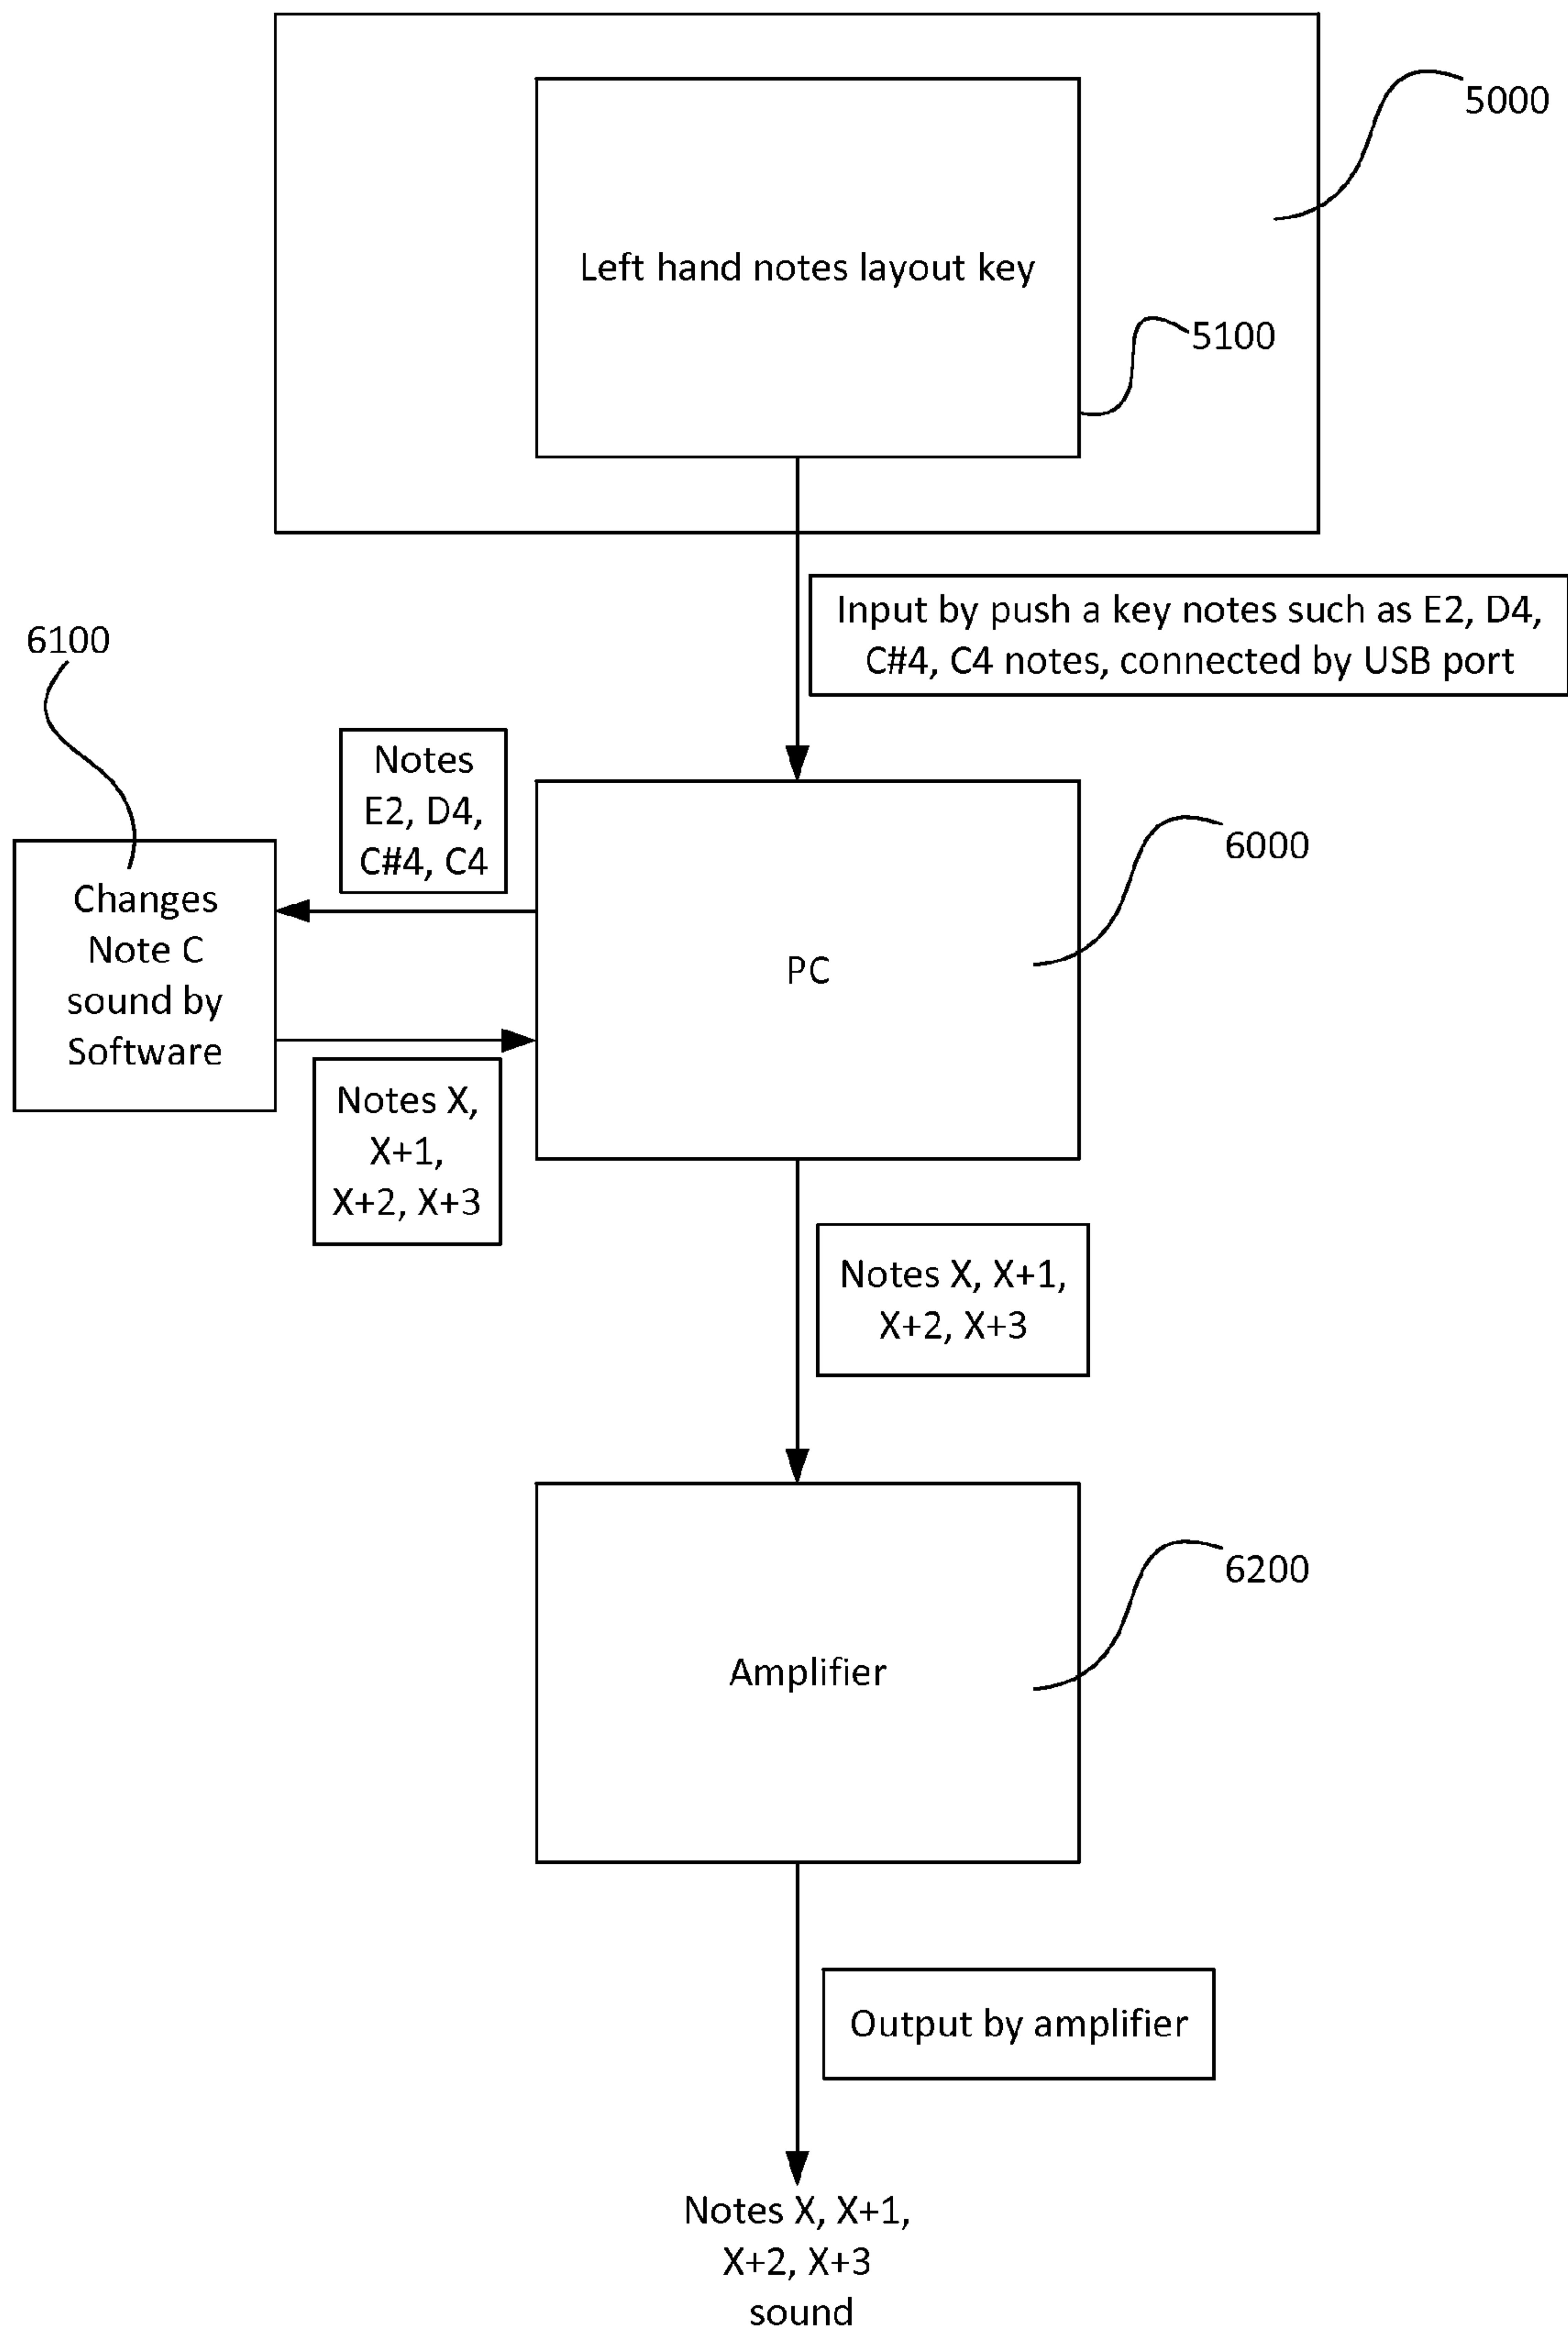 5000
Left hand notes layout key
5100
Input by push a key notes such as E2, D4,
C#4, C4 notes, connected by USB port
6100
Notes
E2, D4,
C#4, C4
6000
Changes
Note C
sound by
Software
PC
Notes X,
X+1,
X+2, X+3
Notes X, X+1,
X+2, X+3
6200
Amplifier
Output by amplifier
Notes X, X+1,
X+2, X+3
sound